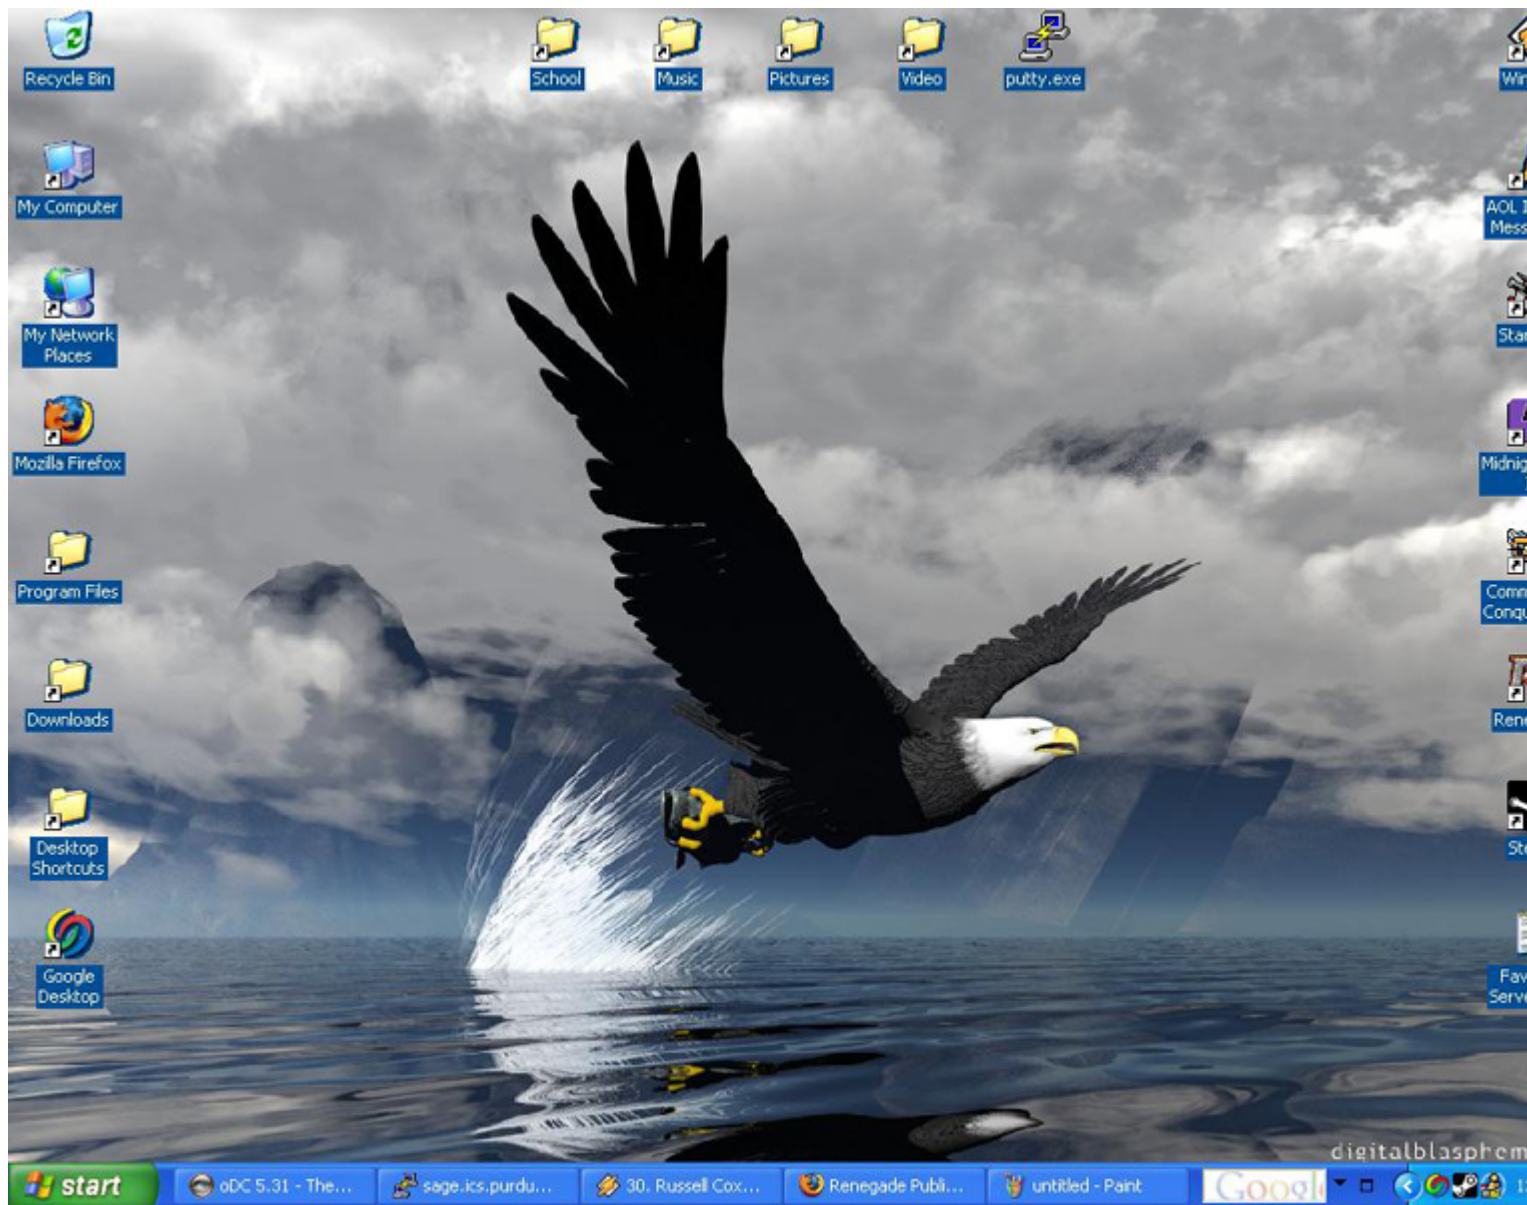 Recycle Bin
School
Music
Pictures
Video
putty.exe
My Computer
AOL
My Network
Places
Mozilla Firefox
Program Files
Downloads
Desktop
Shortcuts
Google
Desktop
digitalblasphem
start
oDC 5.31 - The...
sage.ics.purdu...
30. Russell Cox...
Renegade Publi...
untitled - Paint
Googl